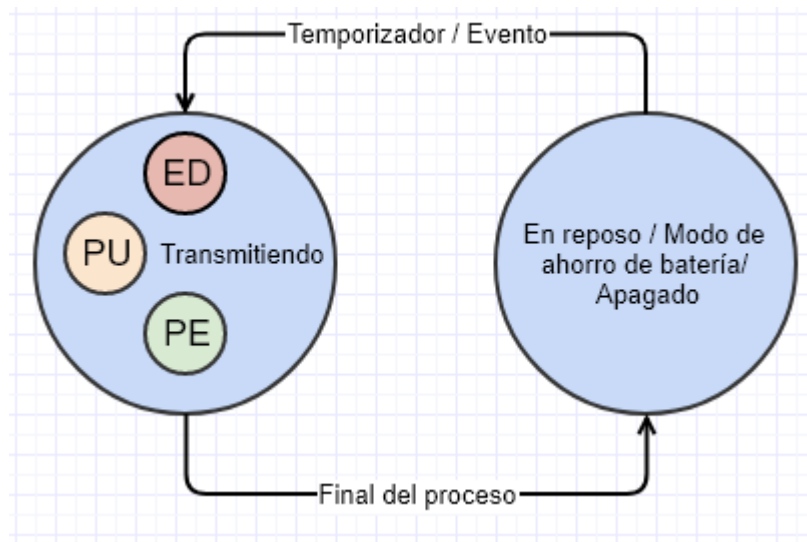 Temporizador / Evento
ED
PU
Transmitiendo
PE
En reposo / Modo de
ahorro de batería/
Apagado
Final del proceso